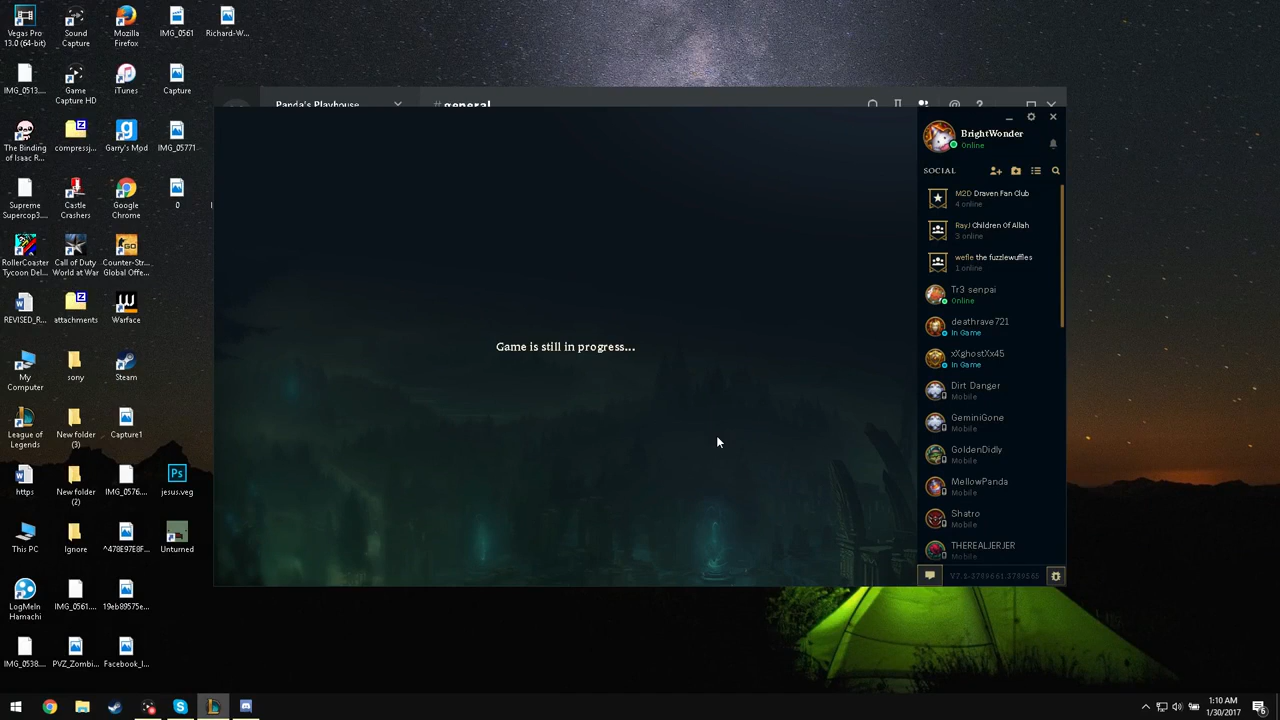 Vegas Pro
13.0 (64-bit)
Sound
Capture
Mozilla
Firefox
IMG_0561
Richard-W...
IMG_0513....
Game
Capture HD
iTunes
Capture
The Binding
of Isaac R...
compressj...
Garry's Mod
IMG_05771
Supreme
Supercop3...
Castle
Crashers
Google
Chrome
0
RollerCoaster
Tycoon Del...
Call of Duty
World at War
Counter-Str...
Global Offe...
REVISED_R...
attachments
Warface
My
Computer
sony
Steam
League of
Legends
New folder
(3)
Capture1
https
New folder
(2)
IMG_0576....
jesus.veg
This PC
Ignore
^478E97E8F...
Unturned
LogMeIn
Hamachi
IMG_0561....
19eb89575e...
IMG_0538....
PVZ_Zombi...
Facebook_I...
Panda's Playhouse
#general
Game is still in progress...
BrightWonder
Online
SOCIAL
M2D Draven Fan Club
4 online
RayJ Children Of Allah
3 online
wefle the fuzzlewuffles
1 online
Tr3 senpai
Online
deathrave721
In Game
xXghostXx45
In Game
Dirt Danger
Mobile
GeminiGone
Mobile
GoldenDidly
Mobile
MellowPanda
Mobile
Shatro
Mobile
THEREALJERJER
Mobile
1:10 AM
1/30/2017
6